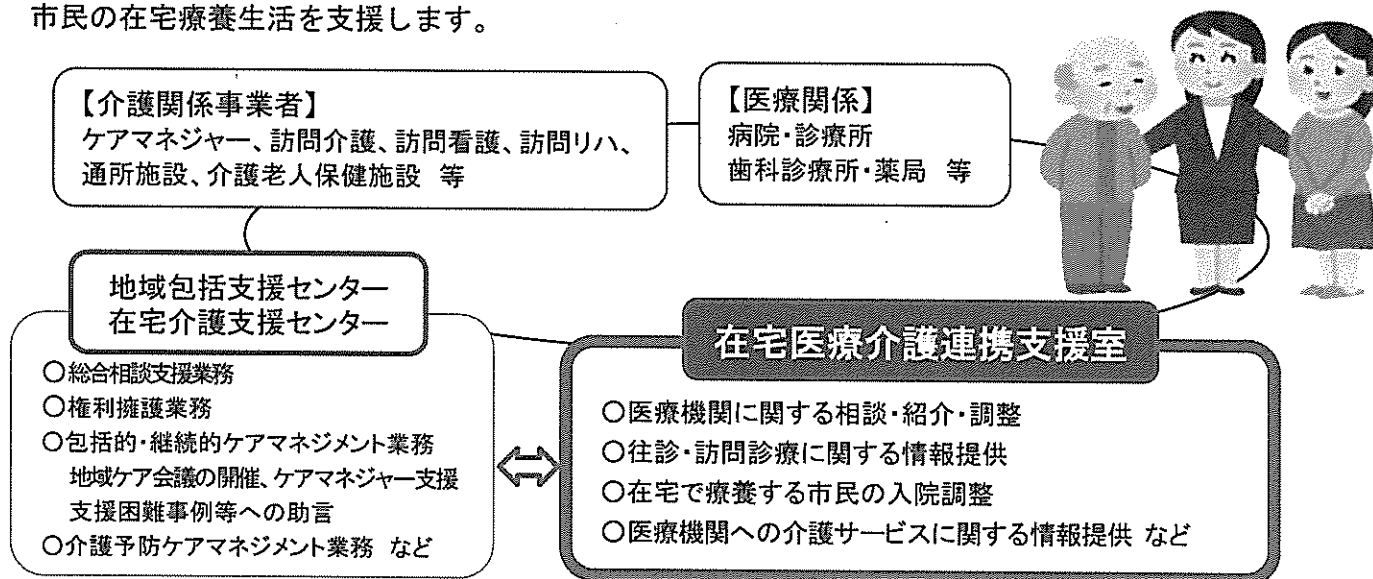 市民の在宅療養生活を支援します。
【介護関係事業者】
ケアマネジャー、訪問介護、訪問看護、訪問リハ、
通所施設、介護老人保健施設 等
【医療関係】
病院・診療所
歯科診療所・薬局 等
地域包括支援センター
在宅介護支援センター
○総合相談支援業務
○権利擁護業務
○包括的・継続的ケアマネジメント業務
地域ケア会議の開催、ケアマネジャー支援
支援困難事例等への助言
○介護予防ケアマネジメント業務 など
在宅医療介護連携支援室
○医療機関に関する相談・紹介・調整
○往診・訪問診療に関する情報提供
○在宅で療養する市民の入院調整
○医療機関への介護サービスに関する情報提供 など